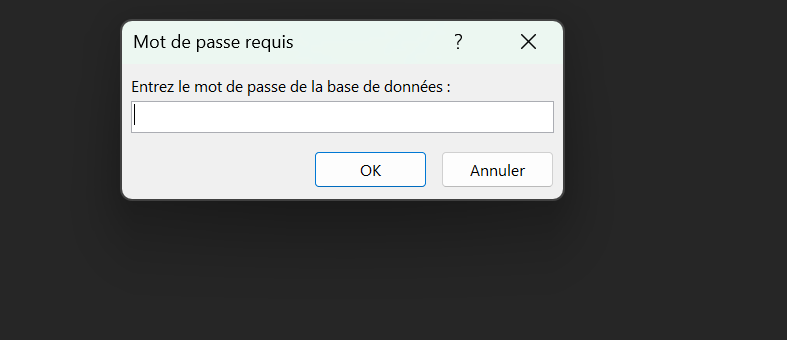 Mot de passe requis ?
Entrez le mot de passe de la base de données :
OK Annuler